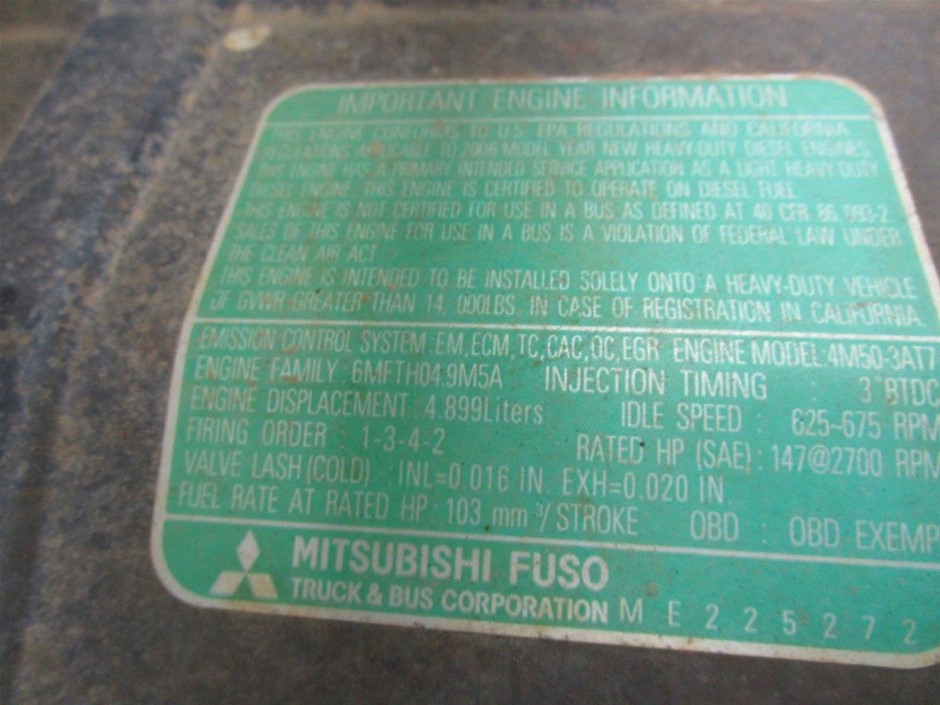 IMPORTANT ENGINE INFORMATION
THIS ENGINE CONFORMS TO U.S. EPA REGULATIONS AND CALIFORNIA
REGULATIONS APPLICABLE TO 2006 MODEL YEAR NEW HEAVY-DUTY DIESEL ENGINES.
THIS ENGINE HAS A PRIMARY INTENDED SERVICE APPLICATION AS A LIGHT HEAVY-DUTY
DIESEL ENGINE. THIS ENGINE IS CERTIFIED TO OPERATE ON DIESEL FUEL.
THIS ENGINE IS NOT CERTIFIED FOR USE IN A BUS AS DEFINED AT 40 CFR 86 093-2.
SALES OF THIS ENGINE FOR USE IN A BUS IS A VIOLATION OF FEDERAL LAW UNDER
THE CLEAN AIR ACT
THIS ENGINE IS INTENDED TO BE INSTALLED SOLELY ONTO A HEAVY-DUTY VEHICLE
OF GVWR GREATER THAN 14, 000LBS. IN CASE OF REGISTRATION IN CALIFORNIA.
EMISSION CONTROL SYSTEM : EM,ECM,TC,CAC,OC,EGR ENGINE MODEL:4M50-3AT7
ENGINE FAMILY : 6MFTH04.9M5A INJECTION TIMING : 3°BTDC
ENGINE DISPLACEMENT : 4.899Liters IDLE SPEED : 625~675 RPM
FIRING ORDER : 1-3-4-2 RATED HP (SAE) : 147@2700 RPM
VALVE LASH(COLD) : INL=0.016 IN. EXH=0.020 IN.
FUEL RATE AT RATED HP : 103 mm³/STROKE OBD : OBD EXEMP
MITSUBISHI FUSO
TRUCK & BUS CORPORATION ME225272